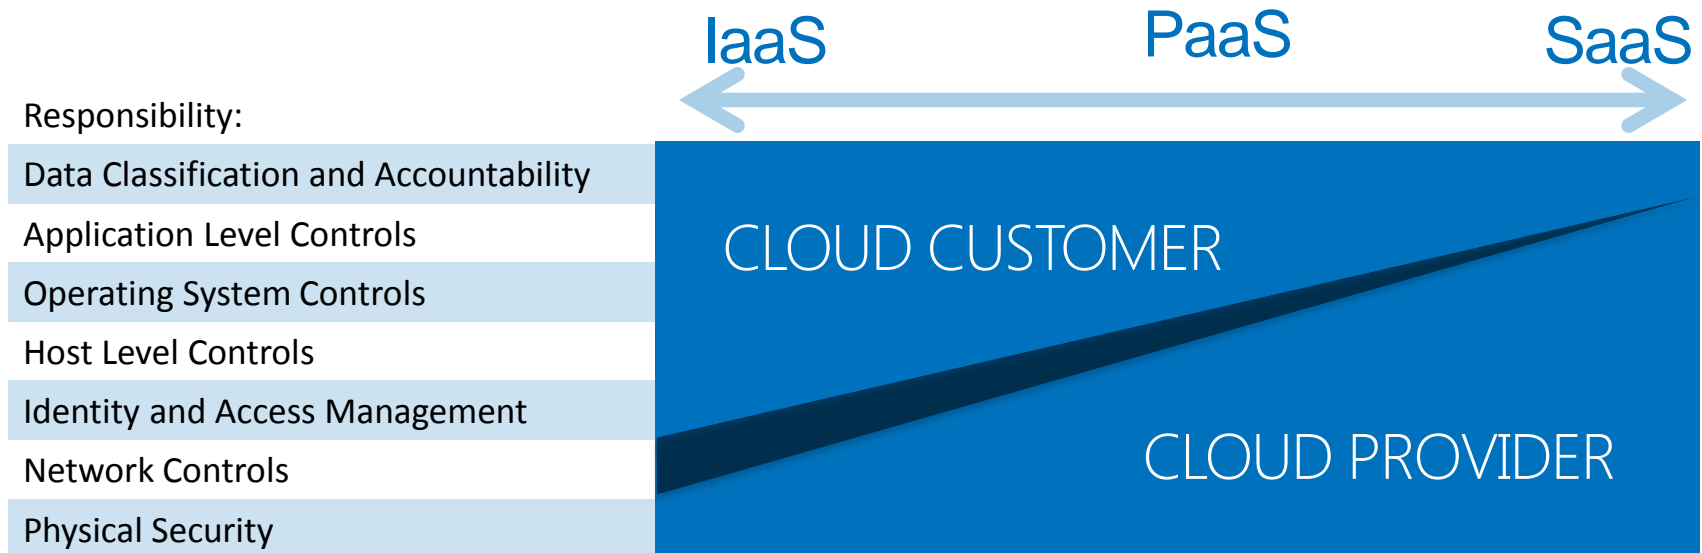 IaaS PaaS SaaS
Responsibility:
Data Classification and Accountability
Application Level Controls
Operating System Controls
Host Level Controls
Identity and Access Management
Network Controls
Physical Security
CLOUD CUSTOMER
CLOUD PROVIDER